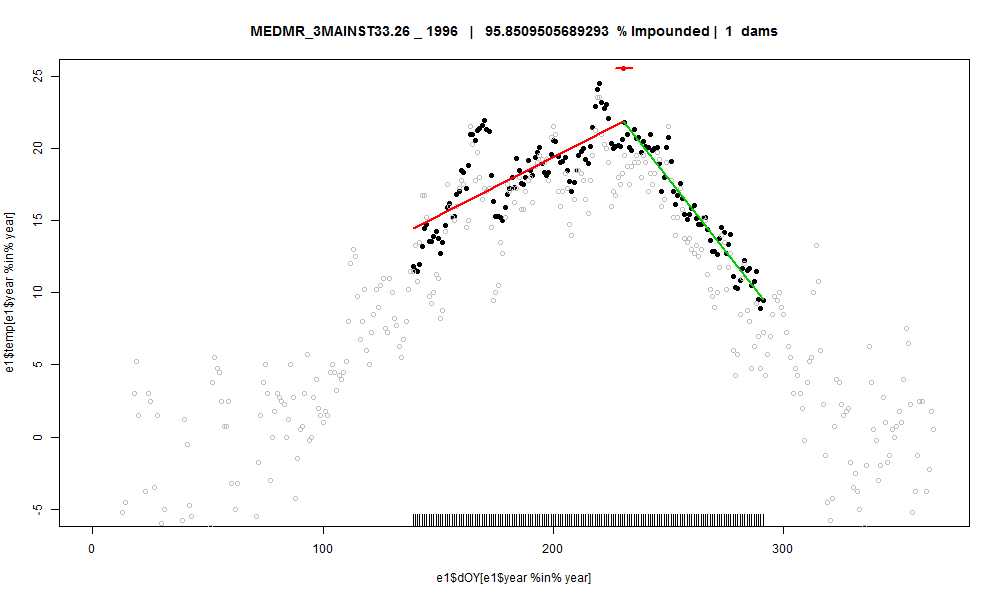 MEDMR_3MAINST33.26 _ 1996 | 95.8509505689293 % Impounded | 1 dams
e1$temp[e1$year %in% year]
25
20
15
10
5
0
-5
0 100 200 300
e1$dOY[e1$year %in% year]